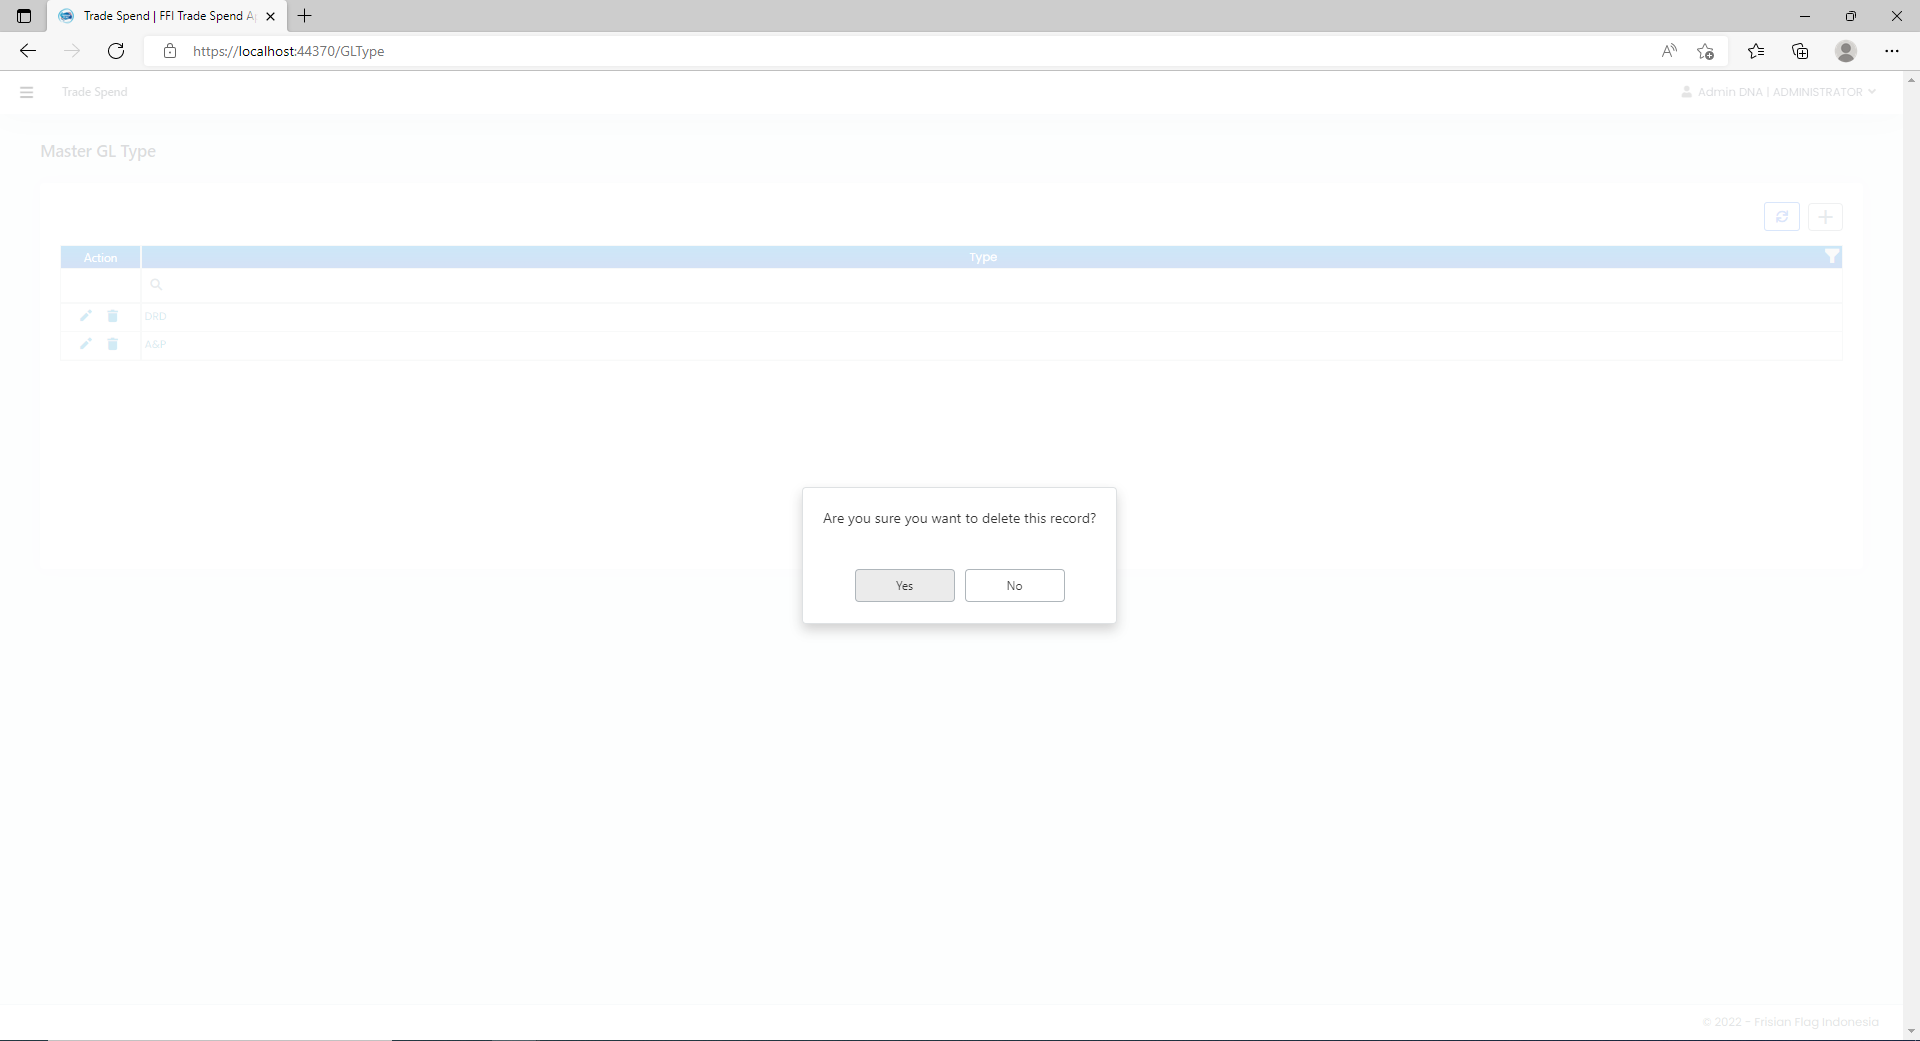 Trade Spend | FFI Trade Spend A
https://localhost:44370/GLType
Trade Spend
Admin DNA | ADMINISTRATOR
Master GL Type
Action Type
DRD
A&P
Are you sure you want to delete this record?
Yes No
© 2022 - Frisian Flag Indonesia